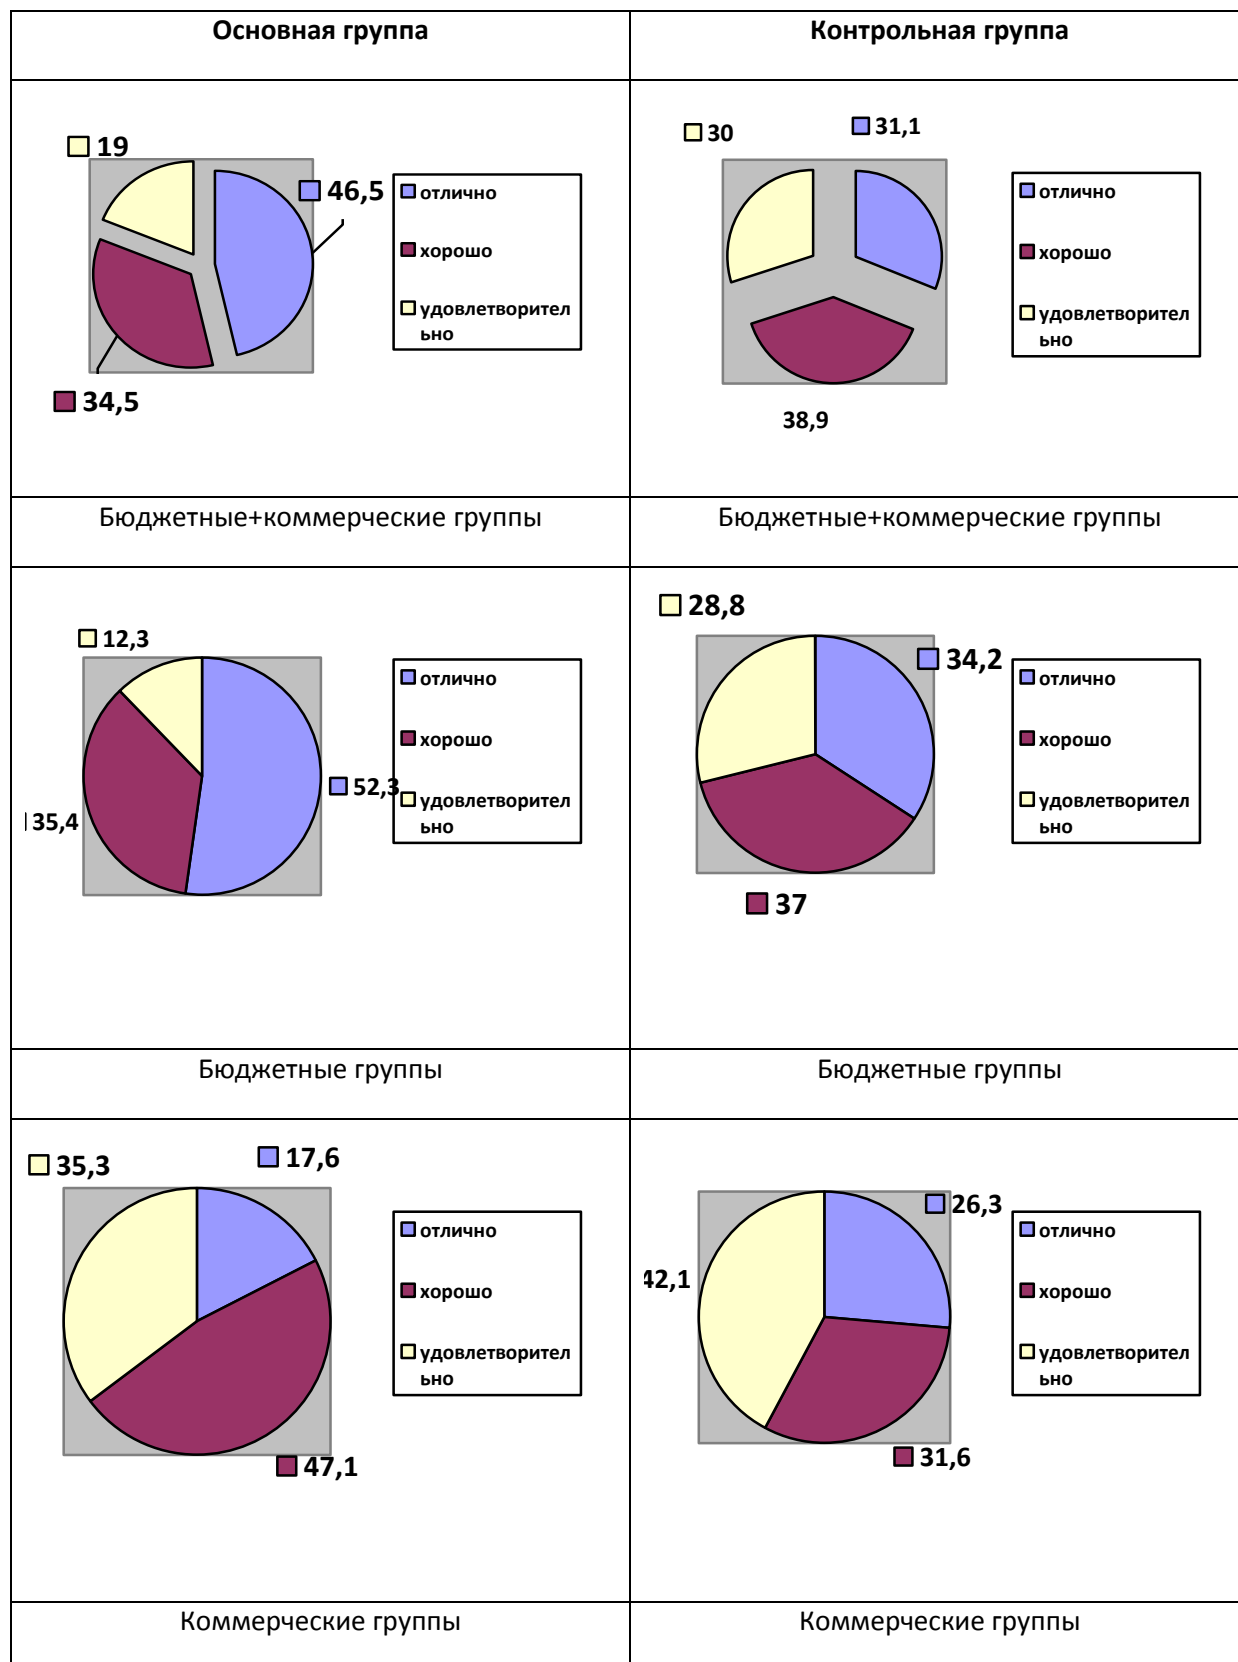 Основная группа
Контрольная группа
19
46,5
34,5
отлично
хорошо
удовлетворител
ьно
30
31,1
38,9
отлично
хорошо
удовлетворител
ьно
Бюджетные+коммерческие группы
Бюджетные+коммерческие группы
12,3
52,3
35,4
отлично
хорошо
удовлетворител
ьно
28,8
34,2
37
отлично
хорошо
удовлетворител
ьно
Бюджетные группы
Бюджетные группы
35,3
17,6
47,1
отлично
хорошо
удовлетворител
ьно
26,3
42,1
31,6
отлично
хорошо
удовлетворител
ьно
Коммерческие группы
Коммерческие группы